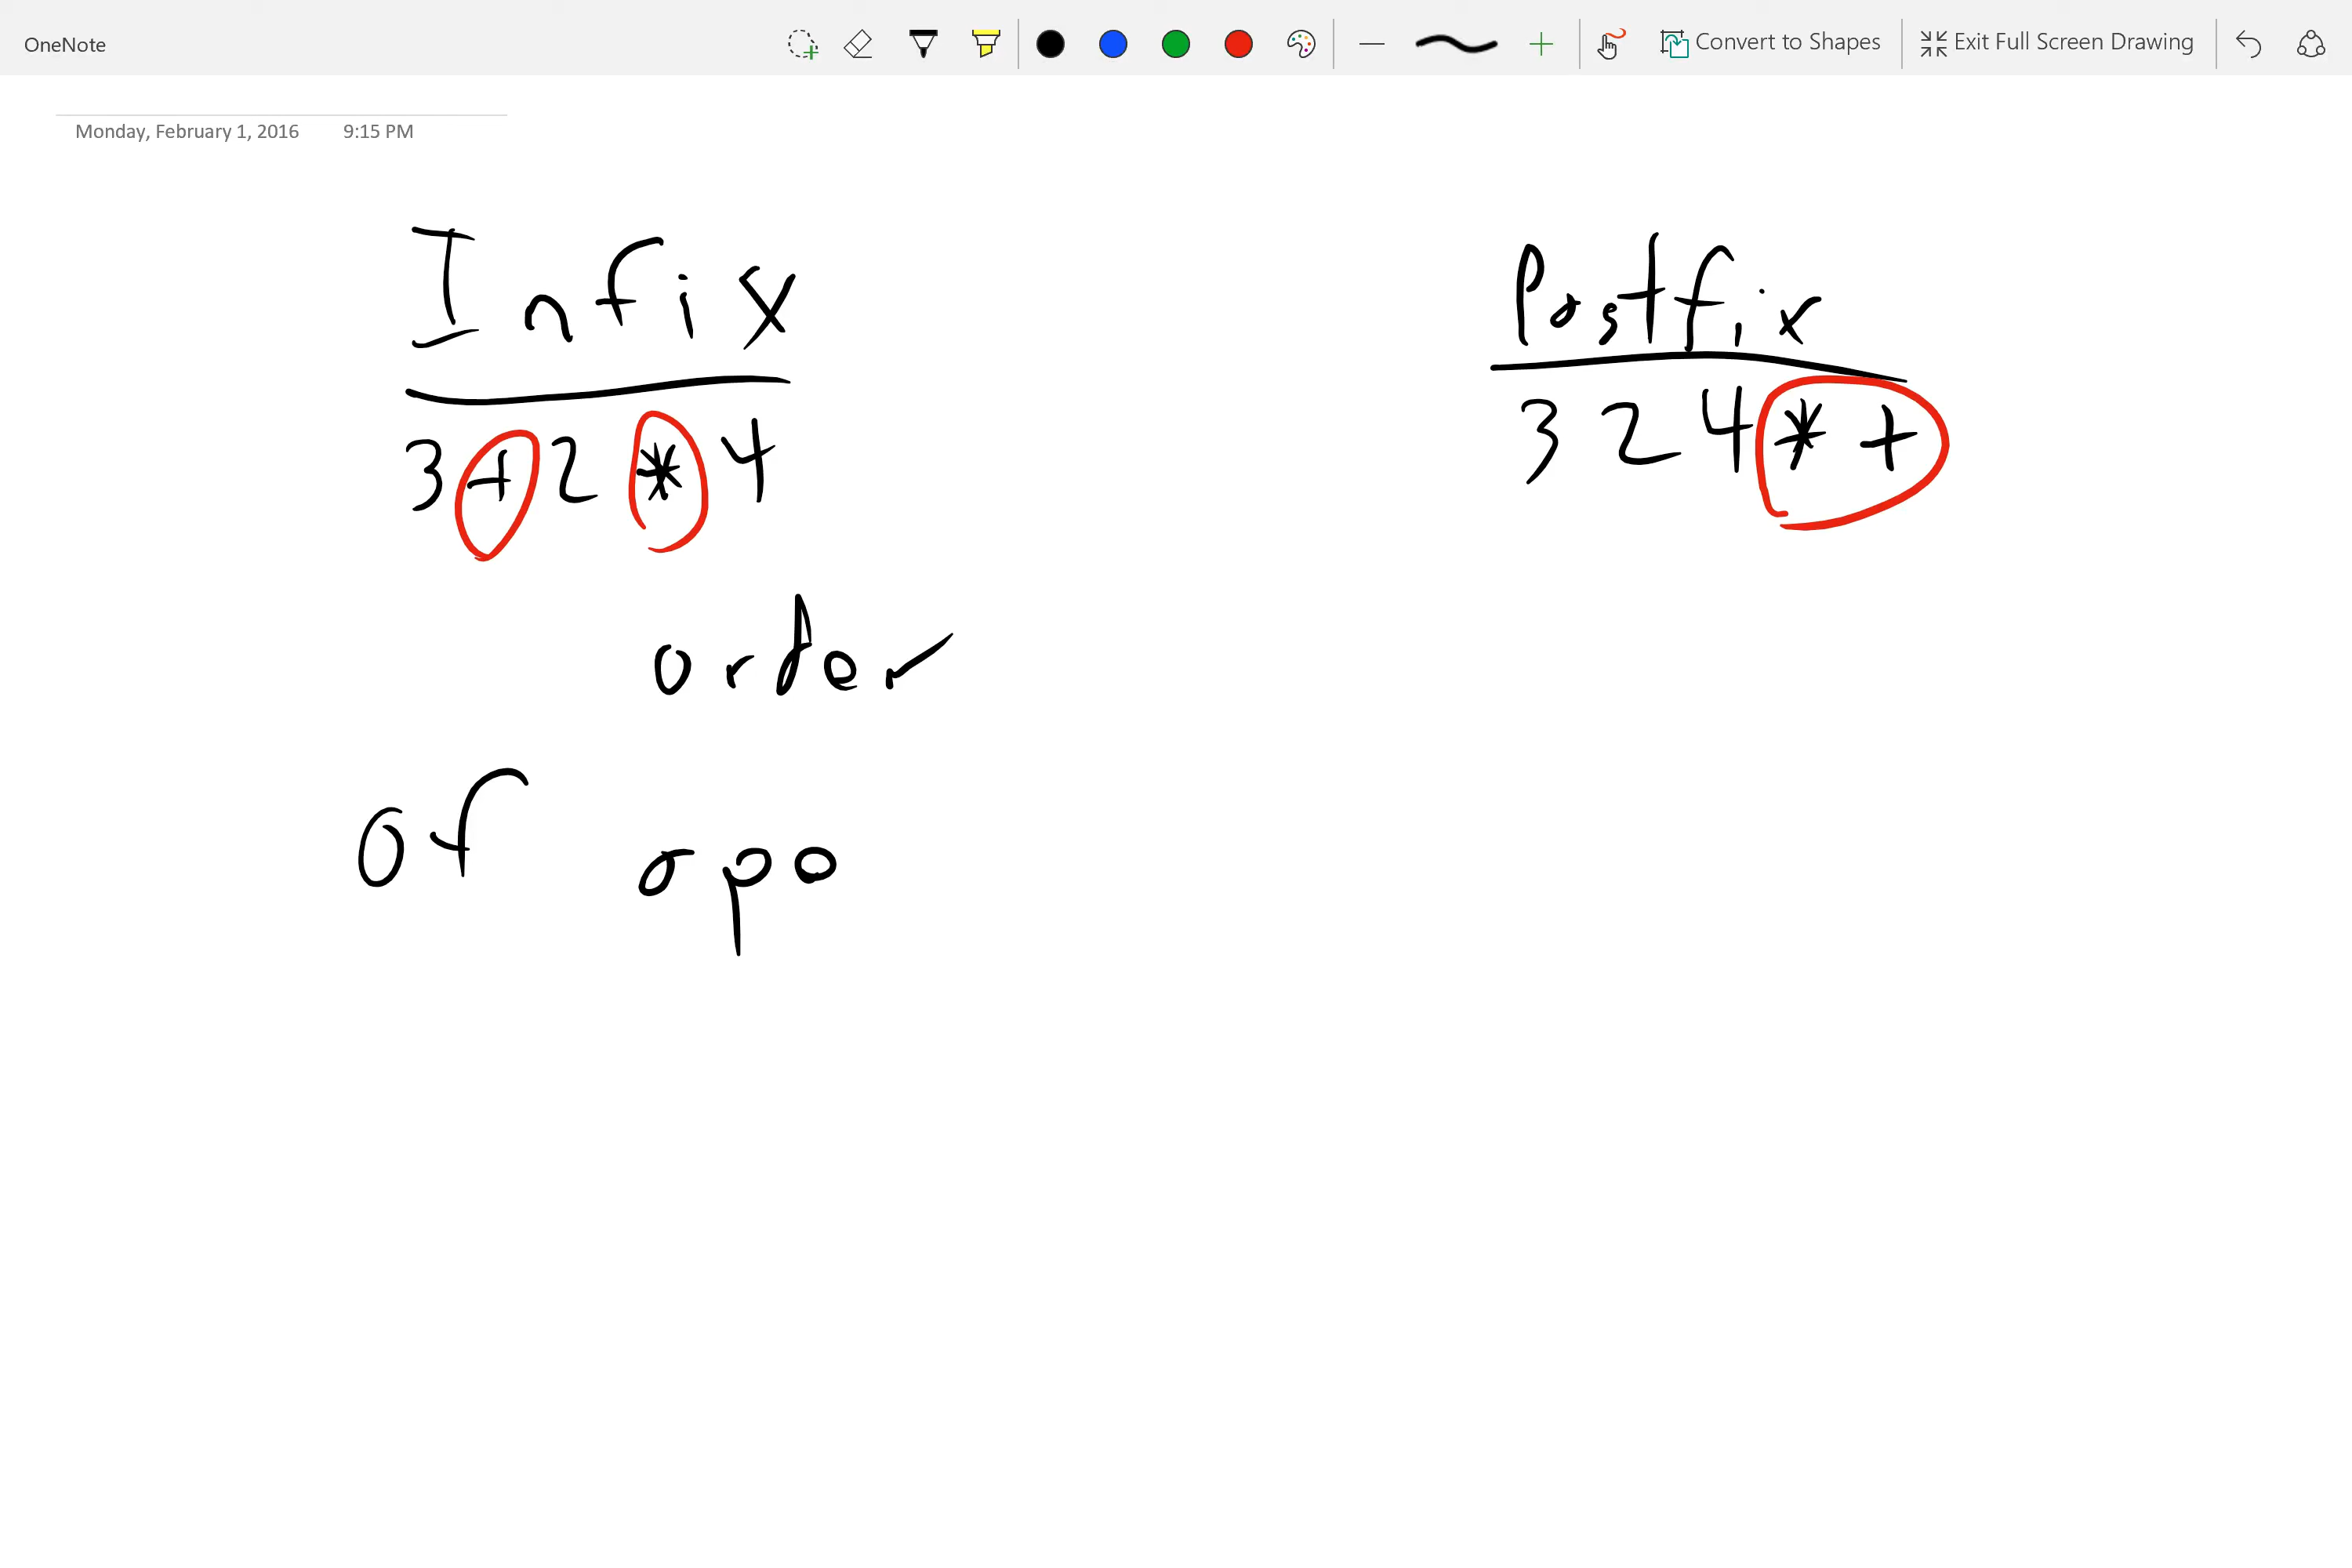 OneNote
Convert to Shapes
Exit Full Screen Drawing
Monday, February 1, 2016 9:15 PM
Infix
3+2*4
order
of opo
Postfix
324*+